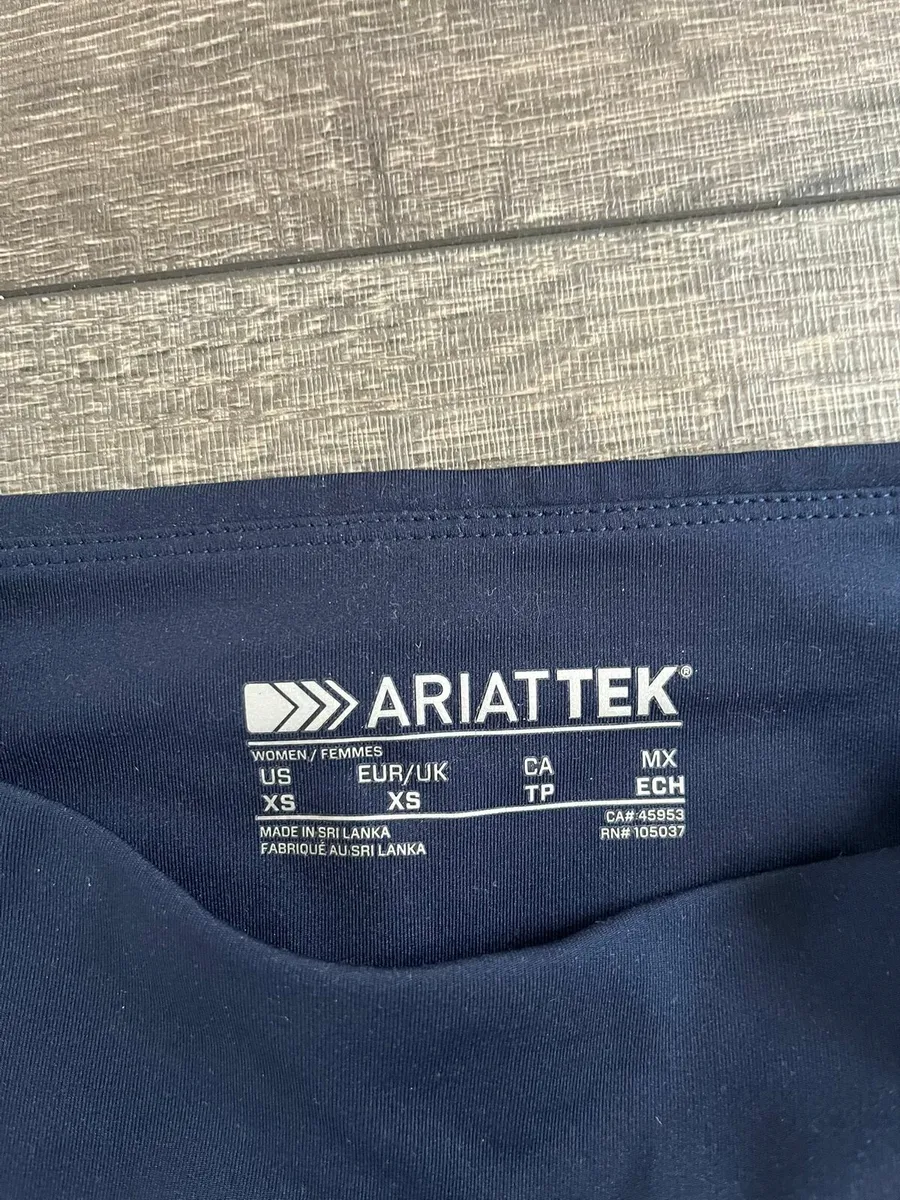 ARIATTEK®
WOMEN / FEMMES
US EUR/UK CA MX
XS XS TP ECH
MADE IN SRI LANKA CA# 45953
FABRIQUÉ AU SRI LANKA RN# 105037